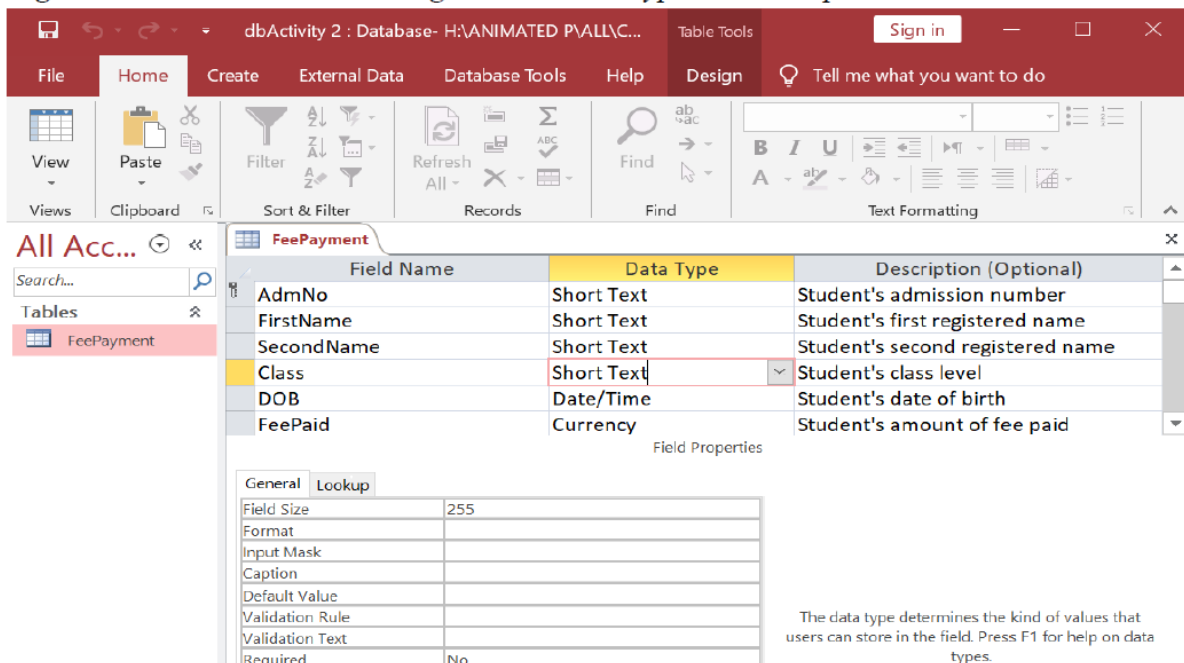 dbActivity 2 : Database- H:\ANIMATED P\ALL\C... Table Tools Sign in
File Home Create External Data Database Tools Help Design Tell me what you want to do
View Paste Filter Refresh All Find
Views Clipboard Sort & Filter Records Find Text Formatting
All Acc...
Search...
Tables
FeePayment
FeePayment
Field Name Data Type Description (Optional)
AdmNo Short Text Student's admission number
FirstName Short Text Student's first registered name
SecondName Short Text Student's second registered name
Class Short Text Student's class level
DOB Date/Time Student's date of birth
FeePaid Currency Student's amount of fee paid
Field Properties
General Lookup
Field Size 255
Format
Input Mask
Caption
Default Value
Validation Rule
Validation Text
Required No
The data type determines the kind of values that
users can store in the field. Press F1 for help on data
types.